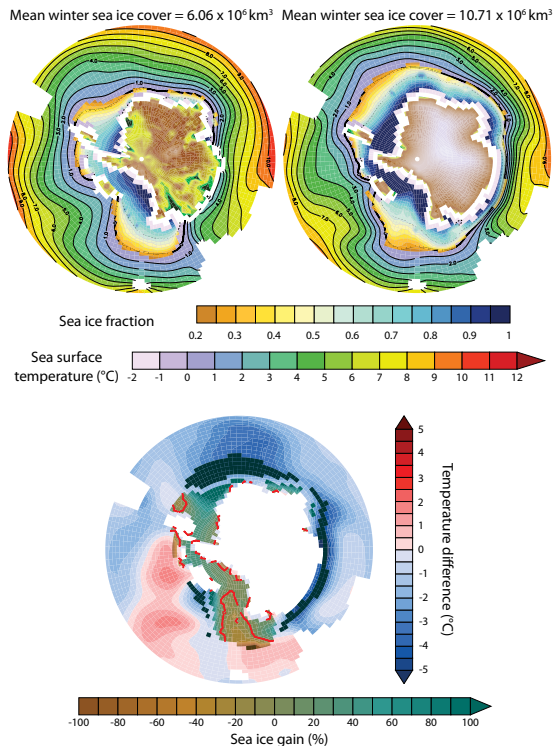 Mean winter sea ice cover = 6.06 x 10⁶ km³
Mean winter sea ice cover = 10.71 x 10⁶ km³
Sea ice fraction
0.2 0.3 0.4 0.5 0.6 0.7 0.8 0.9 1
Sea surface
temperature (°C)
-2 -1 0 1 2 3 4 5 6 7 8 9 10 11 12
5
4
3
2
1
0
-1
-2
-3
-4
-5
Temperature difference (°C)
-100 -80 -60 -40 -20 0 20 40 60 80 100
Sea ice gain (%)